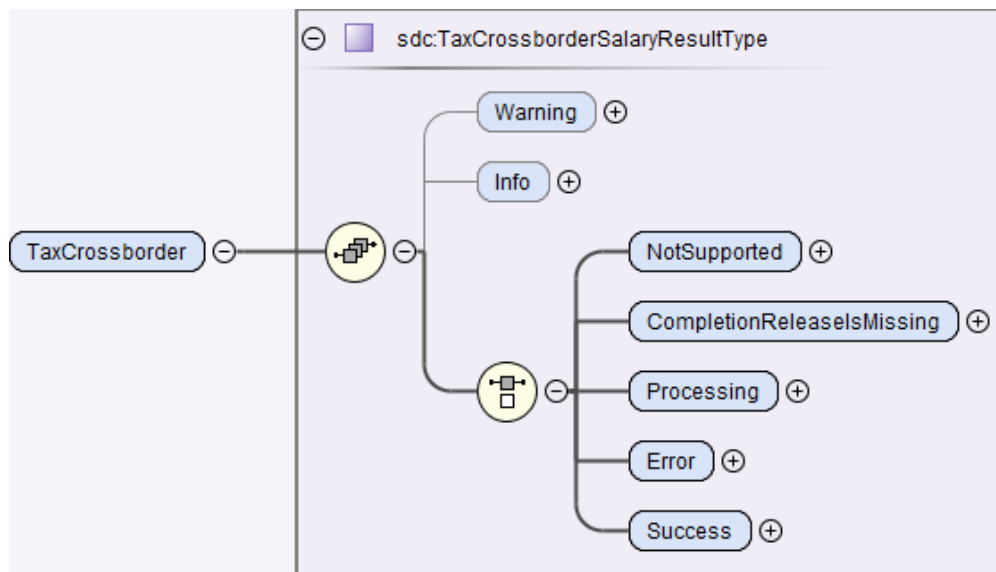 sdc:TaxCrossborderSalaryResultType
Warning
Info
TaxCrossborder
NotSupported
CompletionReleaseIsMissing
Processing
Error
Success